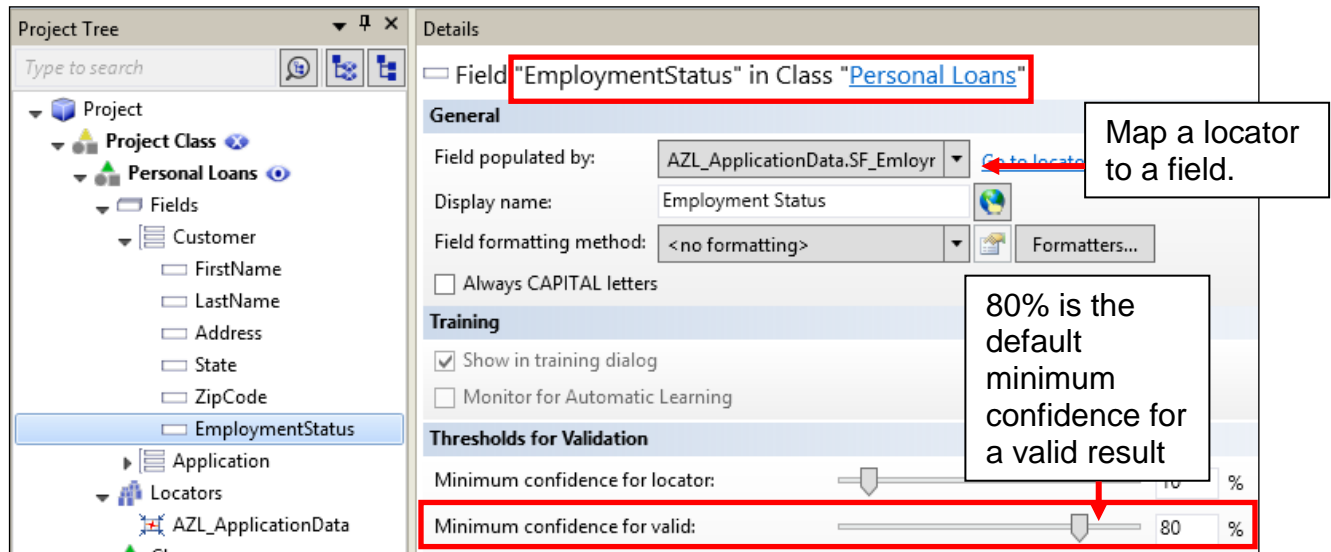 Project Tree
Type to search
Project
Project Class
Personal Loans
Fields
Customer
FirstName
LastName
Address
State
ZipCode
EmploymentStatus
Application
Locators
AZL_ApplicationData
Details
Field "EmploymentStatus" in Class "Personal Loans"
General
Field populated by: AZL_ApplicationData.SF_Emloyr
Display name: Employment Status
Field formatting method: <no formatting> Formatters...
Always CAPITAL letters
Training
Show in training dialog
Monitor for Automatic Learning
Thresholds for Validation
Minimum confidence for locator: %
Minimum confidence for valid: 80 %
Map a locator
to a field.
80% is the
default
minimum
confidence for
a valid result